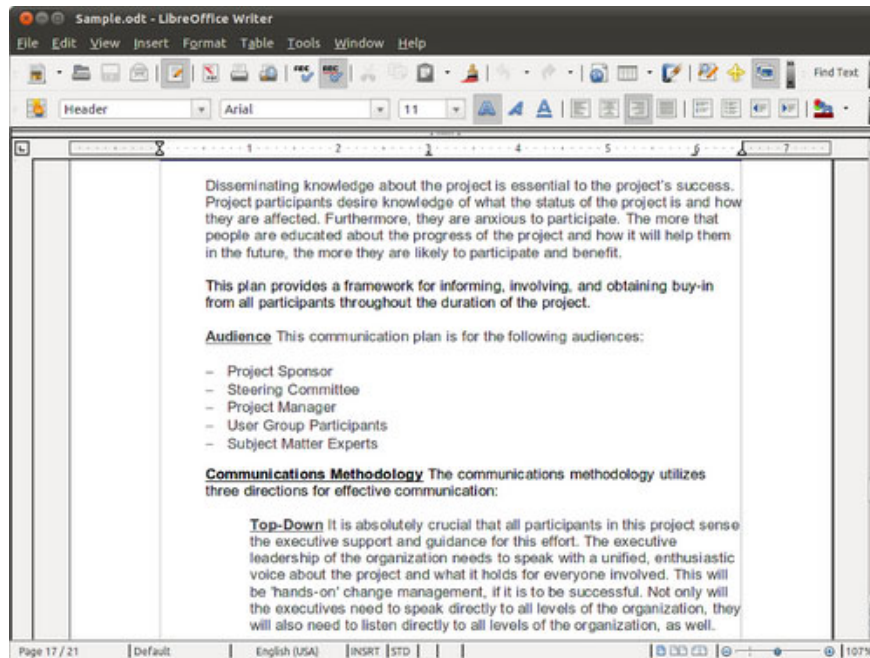 Sample.odt - LibreOffice Writer
File Edit View Insert Format Table Tools Window Help
Find Text
Header Arial 11
1 2 3 4 5 6 7
Disseminating knowledge about the project is essential to the project's success.
Project participants desire knowledge of what the status of the project is and how
they are affected. Furthermore, they are anxious to participate. The more that
people are educated about the progress of the project and how it will help them
in the future, the more they are likely to participate and benefit.
This plan provides a framework for informing, involving, and obtaining buy-in
from all participants throughout the duration of the project.
Audience This communication plan is for the following audiences:
– Project Sponsor
– Steering Committee
– Project Manager
– User Group Participants
– Subject Matter Experts
Communications Methodology The communications methodology utilizes
three directions for effective communication:
Top-Down It is absolutely crucial that all participants in this project sense
the executive support and guidance for this effort. The executive
leadership of the organization needs to speak with a unified, enthusiastic
voice about the project and what it holds for everyone involved. This will
be 'hands-on' change management, if it is to be successful. Not only will
the executives need to speak directly to all levels of the organization, they
will also need to listen directly to all levels of the organization, as well.
Page 17 / 21 Default English (USA) INSRT STD 107%